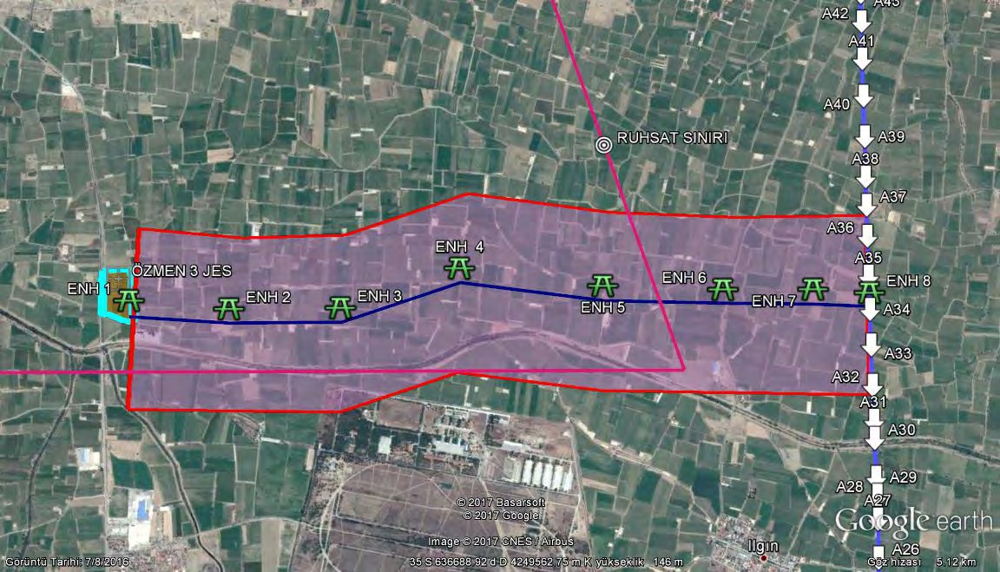 A43
A42
A41
A40
A39
RUHSAT SINIRI
A38
A37
A36
ENH 4
A35
ÖZMEN 3 JES
ENH 6
ENH 8
ENH 1
ENH 2
ENH 3
ENH 5
ENH 7
A34
A33
A32
A31
A30
A29
A28
A27
© 2017 Basarsoft
© 2017 Google
Google earth
Image © 2017 CNES / Airbus
Ilgın
A26
Görüntü Tarihi: 7/8/2016
35 S 636688.92 d D 4249562.75 m K yükseklik 146 m
Göz hizası 5.12 km